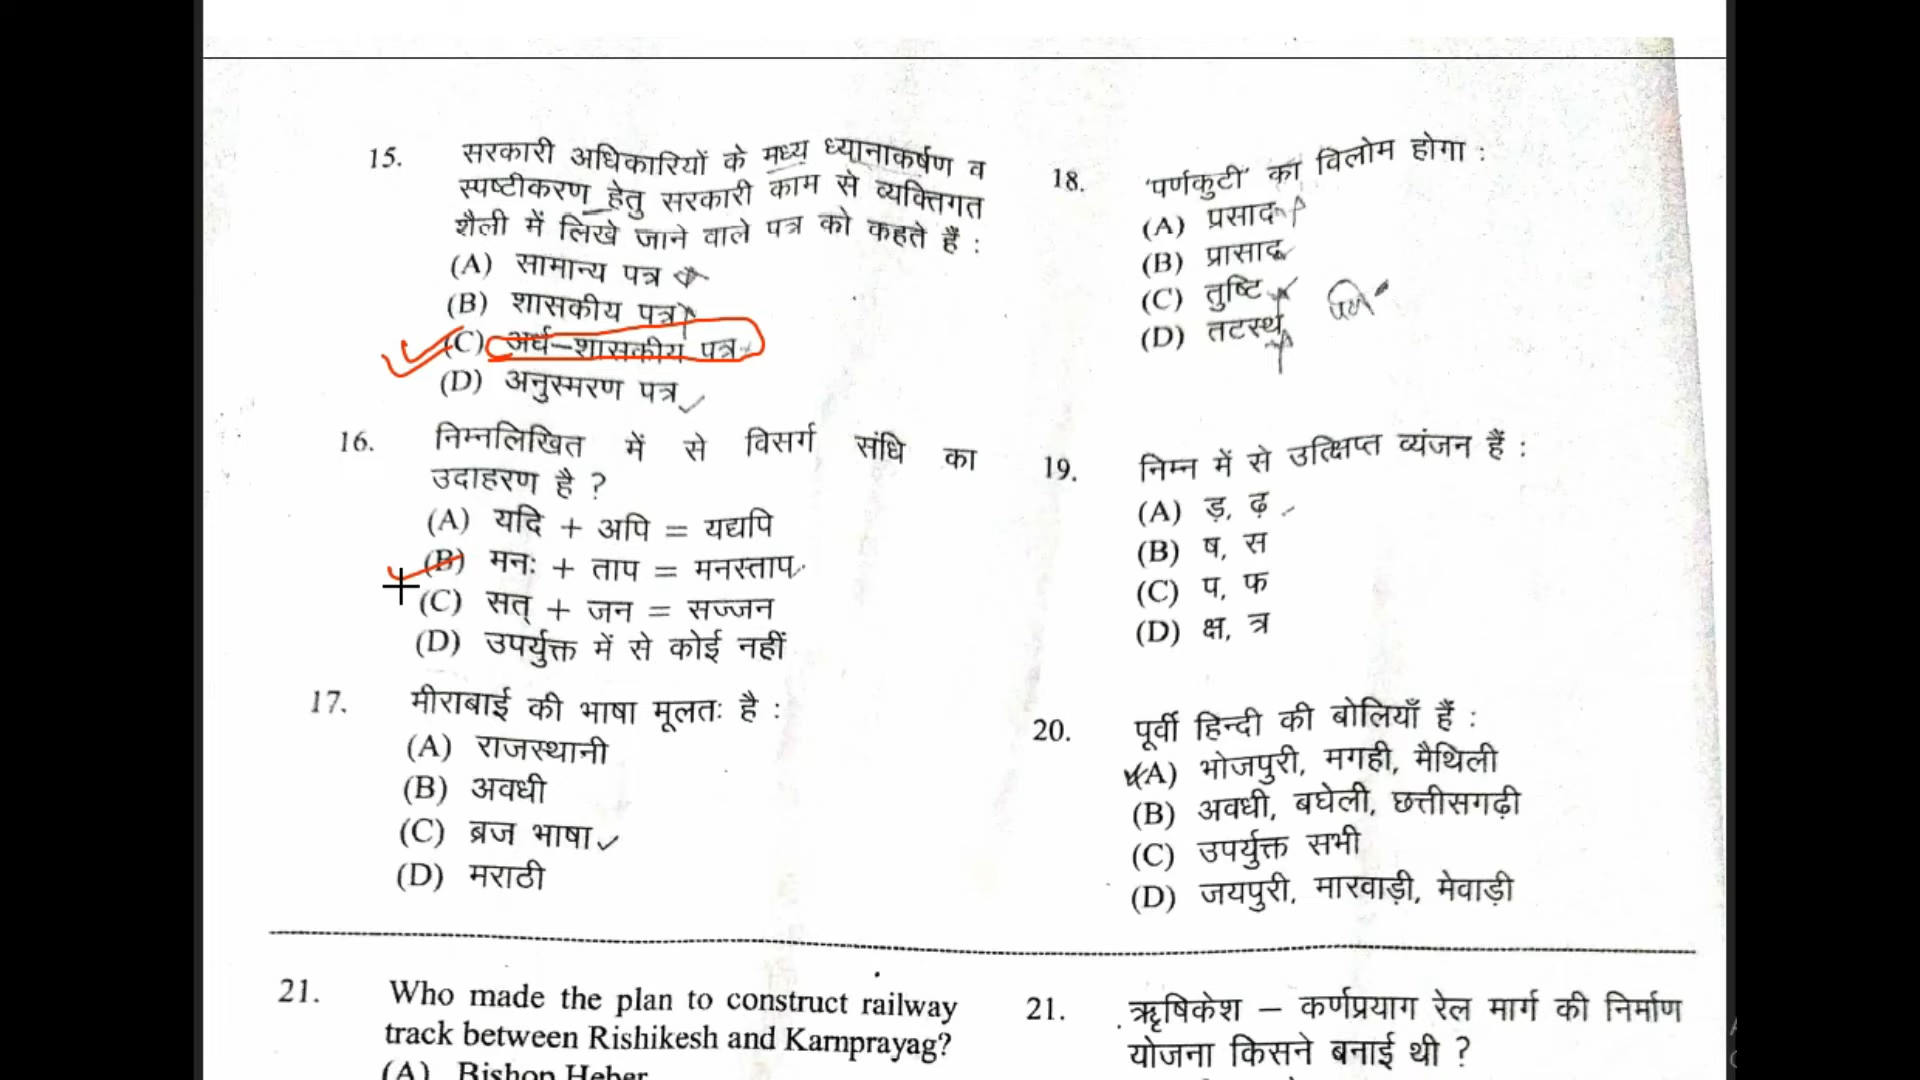 15. सरकारी अधिकारियों के मध्य ध्यानाकर्षण व
स्पष्टीकरण हेतु सरकारी काम से व्यक्तिगत
शैली में लिखे जाने वाले पत्र को कहते हैं :
(A) सामान्य पत्र
(B) शासकीय पत्र
(C) अर्ध–शासकीय पत्र
(D) अनुस्मरण पत्र
16. निम्नलिखित में से विसर्ग संधि का
उदाहरण है ?
(A) यदि + अपि = यद्यपि
(B) मनः + ताप = मनस्ताप
(C) सत् + जन = सज्जन
(D) उपर्युक्त में से कोई नहीं
17. मीराबाई की भाषा मूलतः है :
(A) राजस्थानी
(B) अवधी
(C) ब्रज भाषा
(D) मराठी
18. 'पर्णकुटी' का विलोम होगा :
(A) प्रसाद
(B) प्रासाद
(C) तुष्टि
(D) तटस्थ
19. निम्न में से उत्क्षिप्त व्यंजन हैं :
(A) ड़, ढ़
(B) ष, स
(C) प, फ
(D) क्ष, त्र
20. पूर्वी हिन्दी की बोलियाँ हैं :
(A) भोजपुरी, मगही, मैथिली
(B) अवधी, बघेली, छत्तीसगढ़ी
(C) उपर्युक्त सभी
(D) जयपुरी, मारवाड़ी, मेवाड़ी
21. Who made the plan to construct railway
track between Rishikesh and Karnprayag?
(A) Bishop Heber
21. ऋषिकेश – कर्णप्रयाग रेल मार्ग की निर्माण
योजना किसने बनाई थी ?